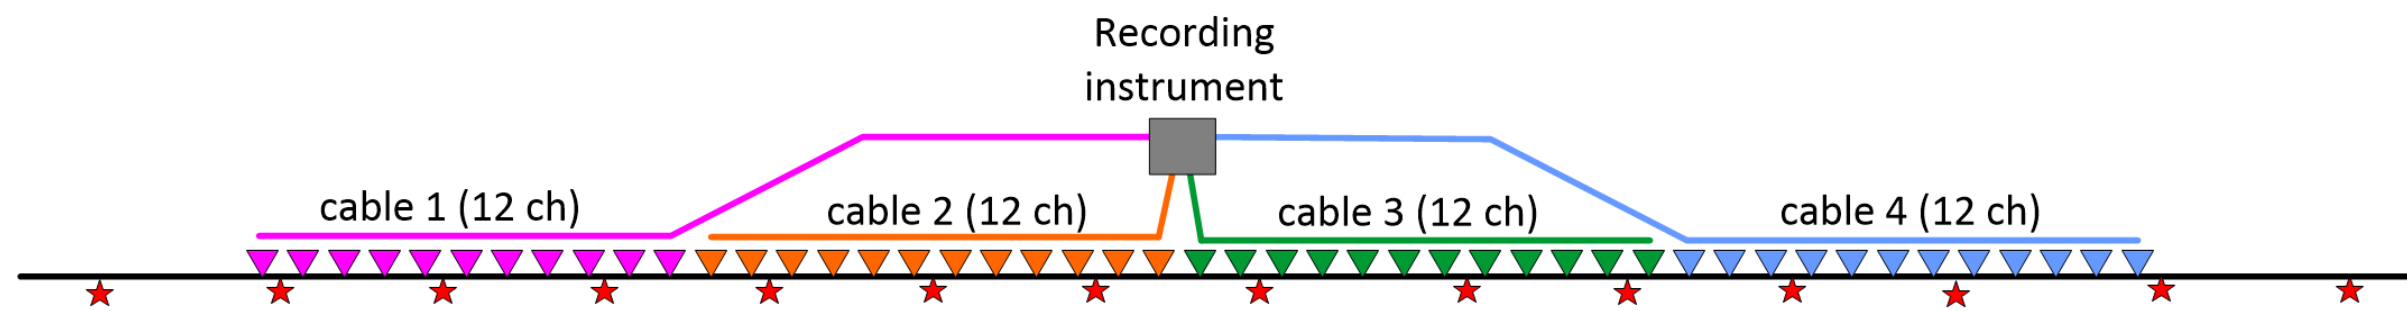 Recording
instrument
cable 1 (12 ch)
cable 2 (12 ch)
cable 3 (12 ch)
cable 4 (12 ch)